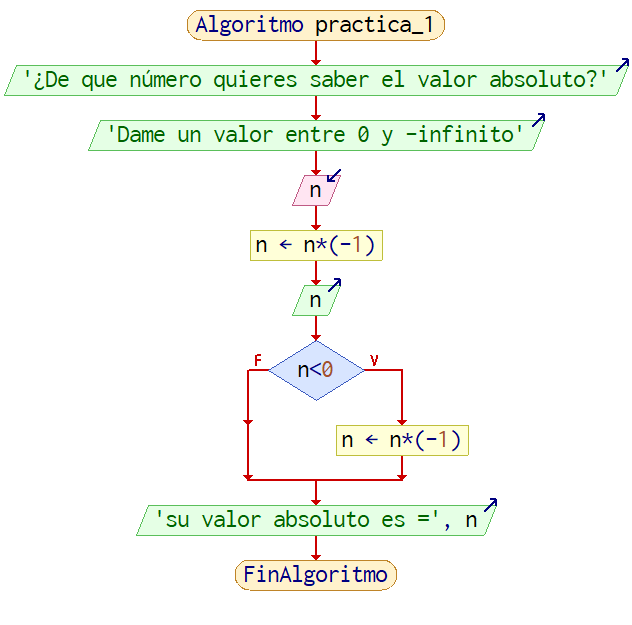 Algoritmo practica_1
'¿De que número quieres saber el valor absoluto?'
'Dame un valor entre 0 y -infinito'
n
n ← n*(-1)
n
F
V
n<0
n ← n*(-1)
'su valor absoluto es =', n
FinAlgoritmo